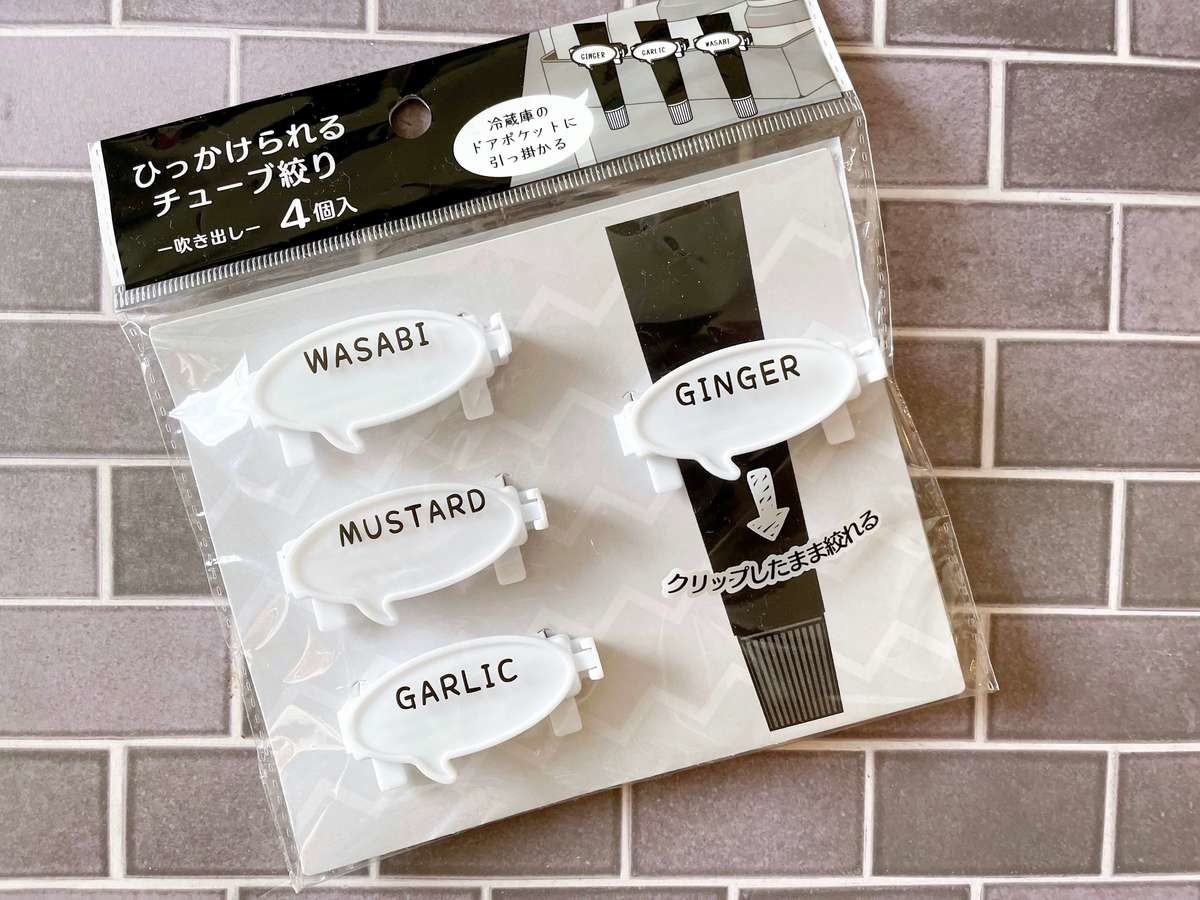 ひっかけられる
チューブ絞り
ー吹き出しー 4個入
冷蔵庫の
ドアポケットに
引っ掛かる
GINGER
GARLIC
WASABI
WASABI
MUSTARD
GARLIC
GINGER
クリップしたまま絞れる